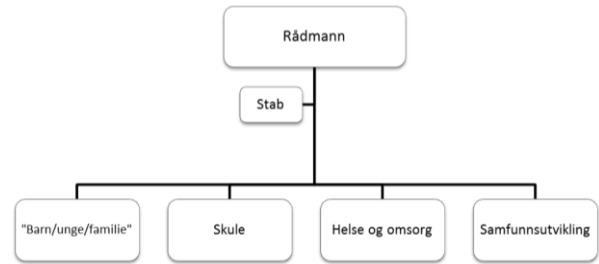 Rådmann
Stab
"Barn/unge/familie"
Skule
Helse og omsorg
Samfunnsutvikling